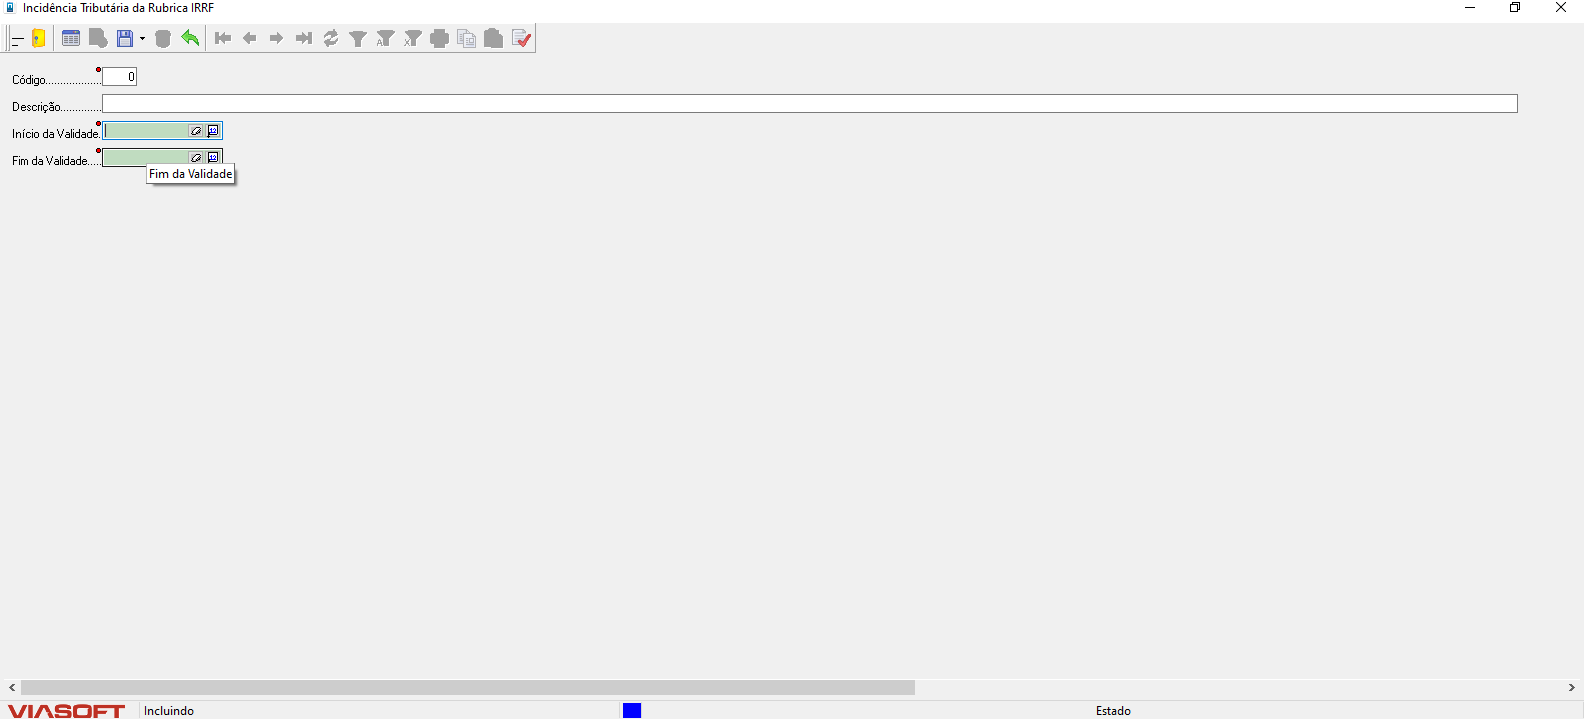 Incidência Tributária da Rubrica IRRF
Código...................
0
Descrição..............
Início da Validade.
Fim da Validade.....
Fim da Validade
VIASOFT
Incluindo
Estado